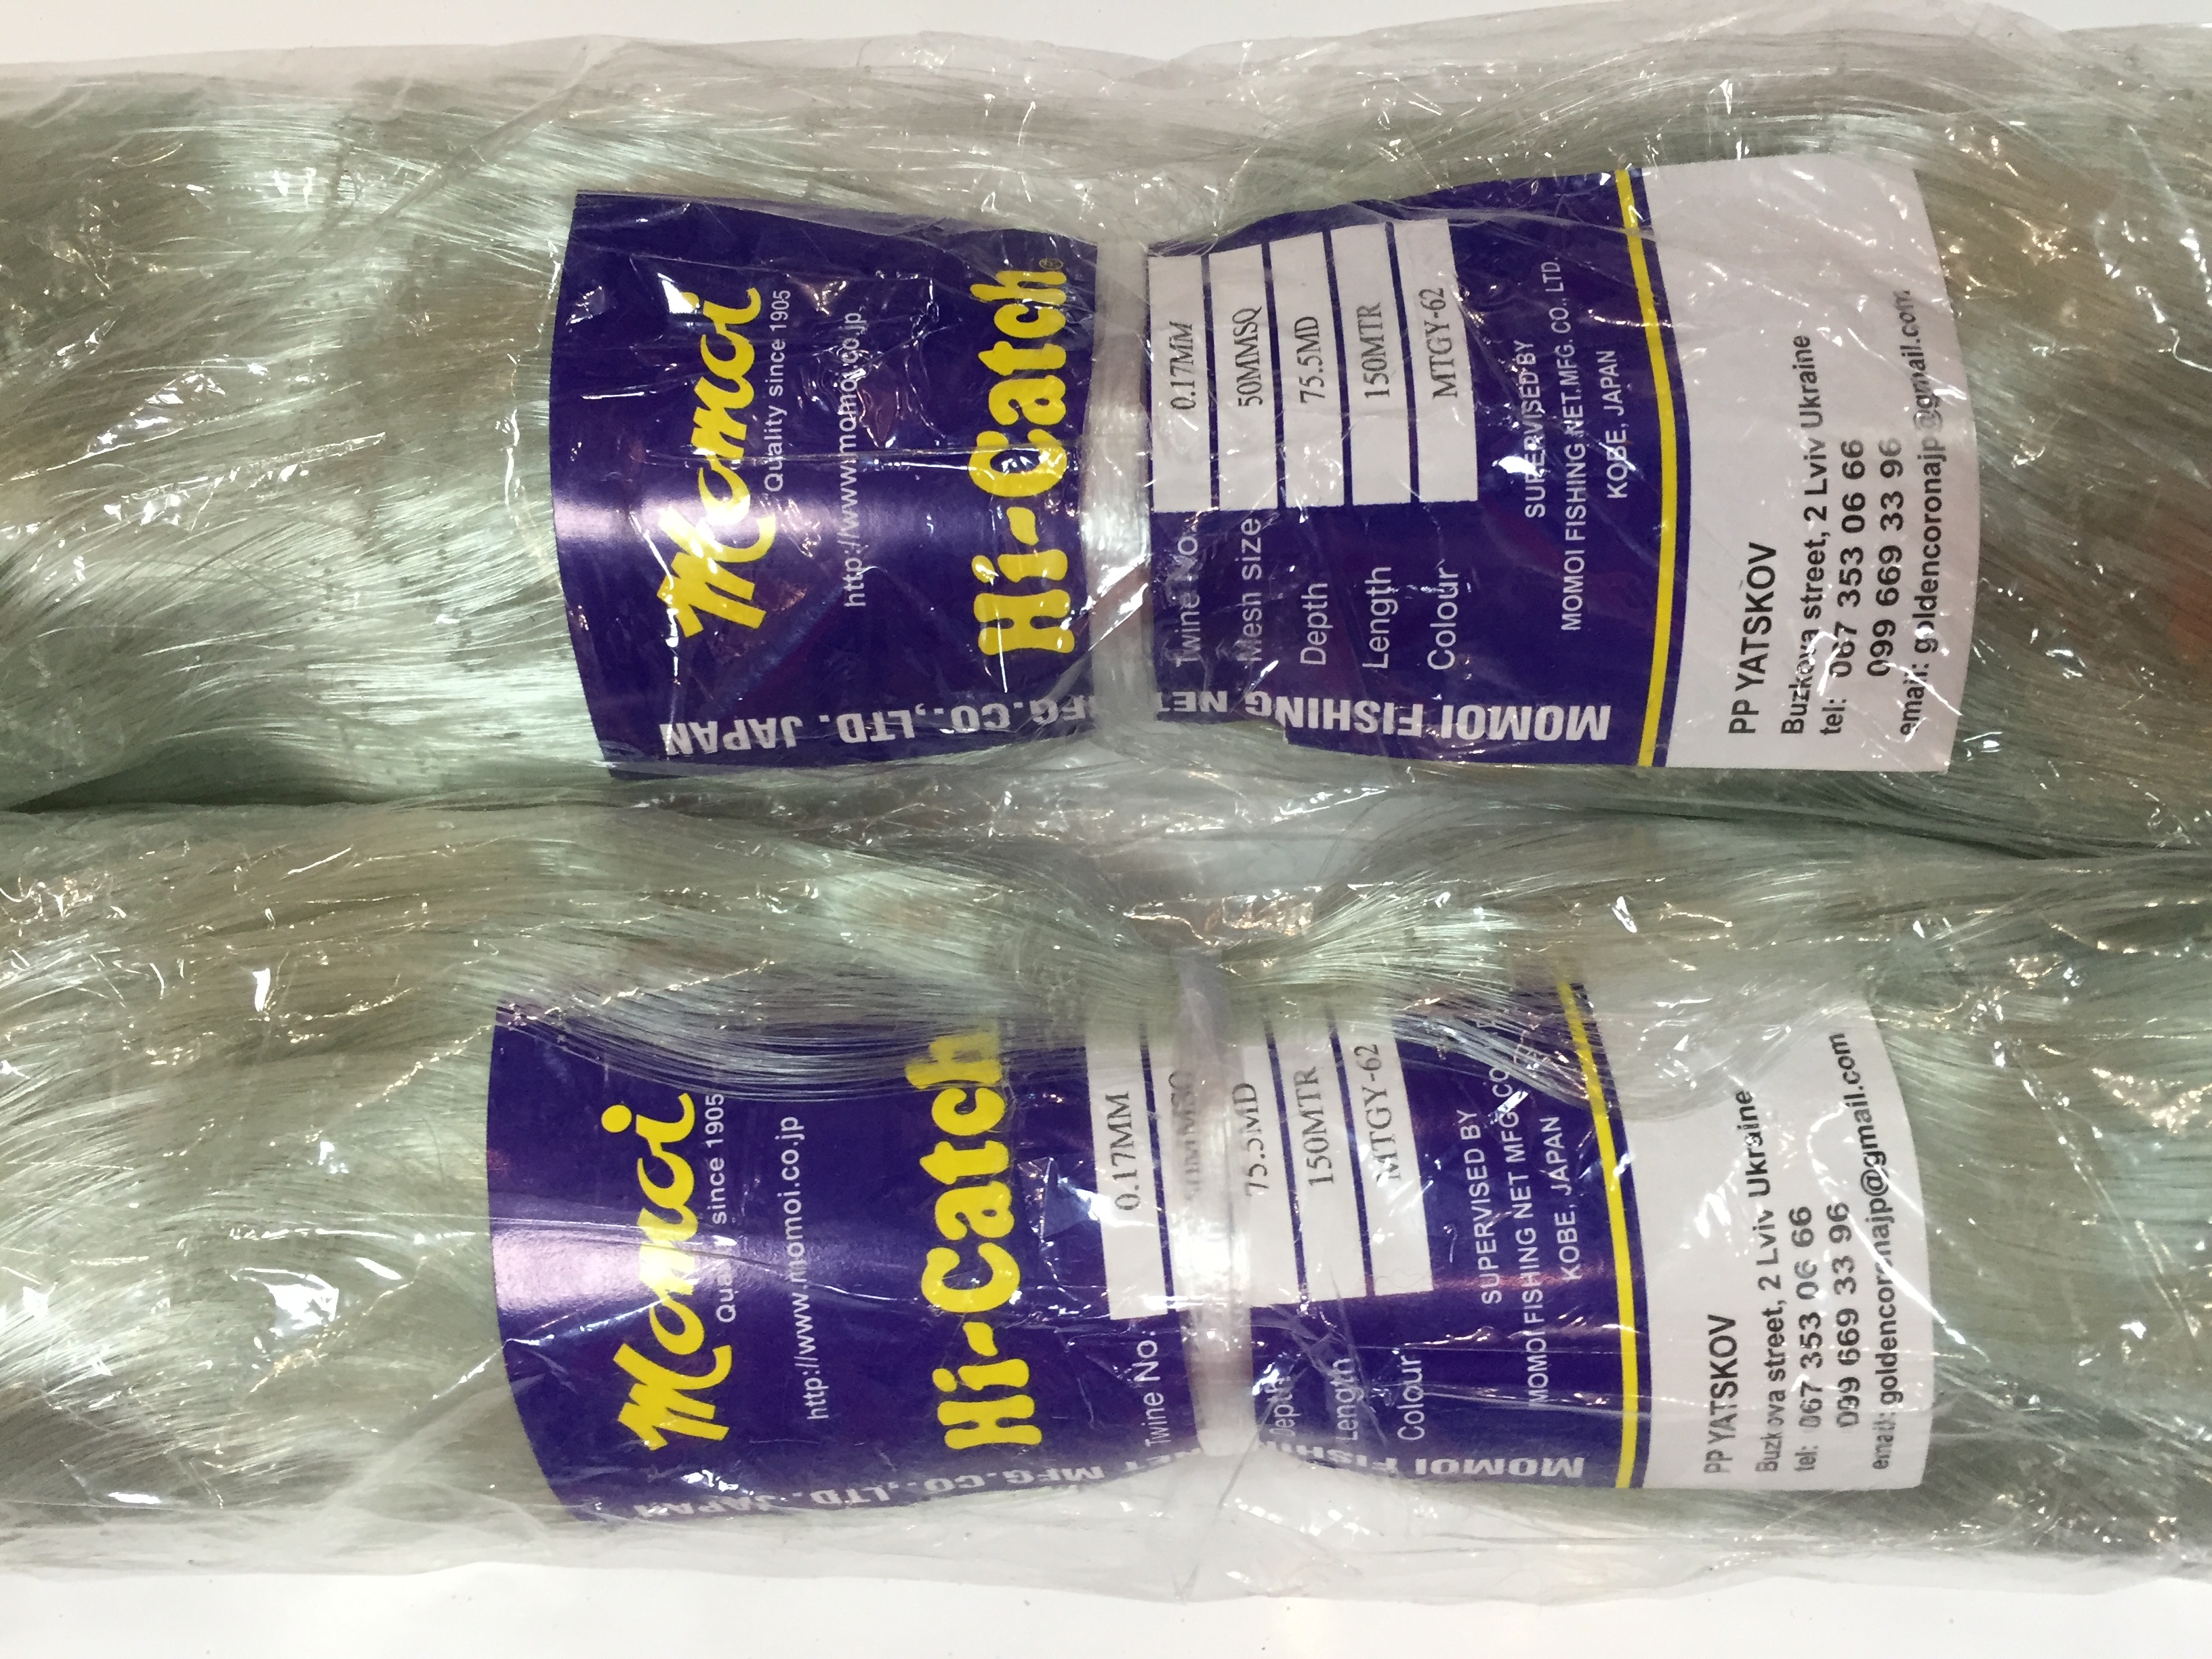 Momoi
Quality since 1905
http://www.momoi.co.jp
Hi-Catch
Twine No. 0.17MM
50MMSQ
Depth 75.5MD
Length 150MTR
Colour MTGY-62
SUPERVISED BY
MOMOI FISHING NET MFG. CO., LTD.
KOBE, JAPAN
MOMOI FISHING NET MFG.CO.,LTD. JAPAN
PP YATSKOV
Buzkova street, 2 Lviv Ukraine
tel: 067 353 06 66
099 669 33 96
email: goldencoronajp@gmail.com
Momoi
Quality since 1905
http://www.momoi.co.jp
Hi-Catch
Twine No. 0.17MM
Mesh size 50MMSQ
Depth 75.5MD
Length 150MTR
Colour MTGY-62
SUPERVISED BY
MOMOI FISHING NET MFG. CO., LTD.
KOBE, JAPAN
MOMOI FISHING NET MFG.CO.,LTD. JAPAN
PP YATSKOV
Buzkova street, 2 Lviv Ukraine
tel: 067 353 06 66
099 669 33 96
email: goldencoronajp@gmail.com